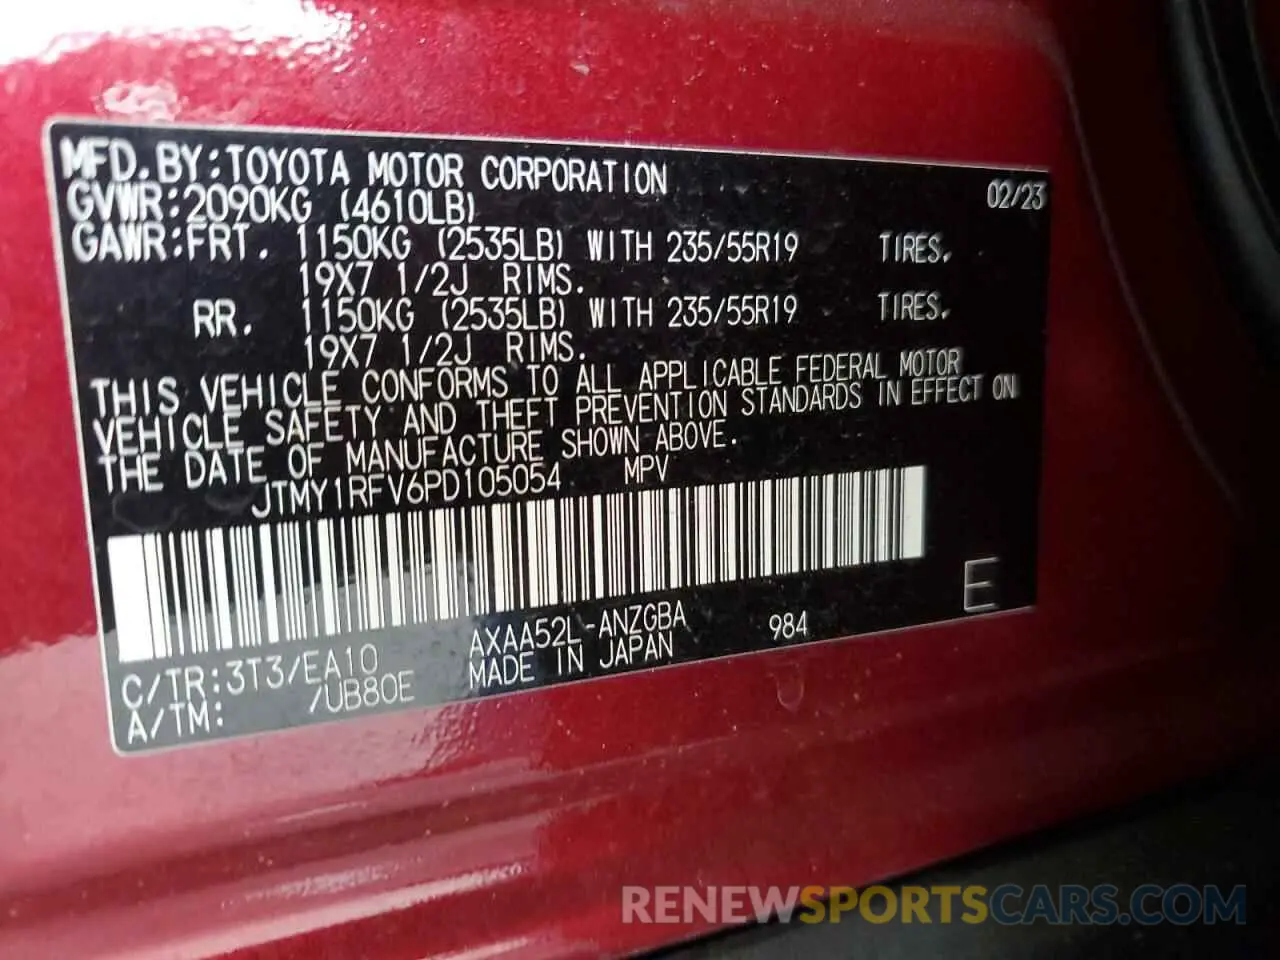 MFD.BY:TOYOTA MOTOR CORPORATION 02/23
GVWR:2090KG (4610LB)
GAWR:FRT. 1150KG (2535LB) WITH 235/55R19 TIRES.
19X7 1/2J RIMS.
RR. 1150KG (2535LB) WITH 235/55R19 TIRES.
19X7 1/2J RIMS.
THIS VEHICLE CONFORMS TO ALL APPLICABLE FEDERAL MOTOR
VEHICLE SAFETY AND THEFT PREVENTION STANDARDS IN EFFECT ON
THE DATE OF MANUFACTURE SHOWN ABOVE.
JTMY1RFV6PD105054 MPV
E
C/TR:3T3/EA10 AXAA52L-ANZGBA 984
A/TM: /UB80E MADE IN JAPAN
RENEWSPORTSCARS.COM